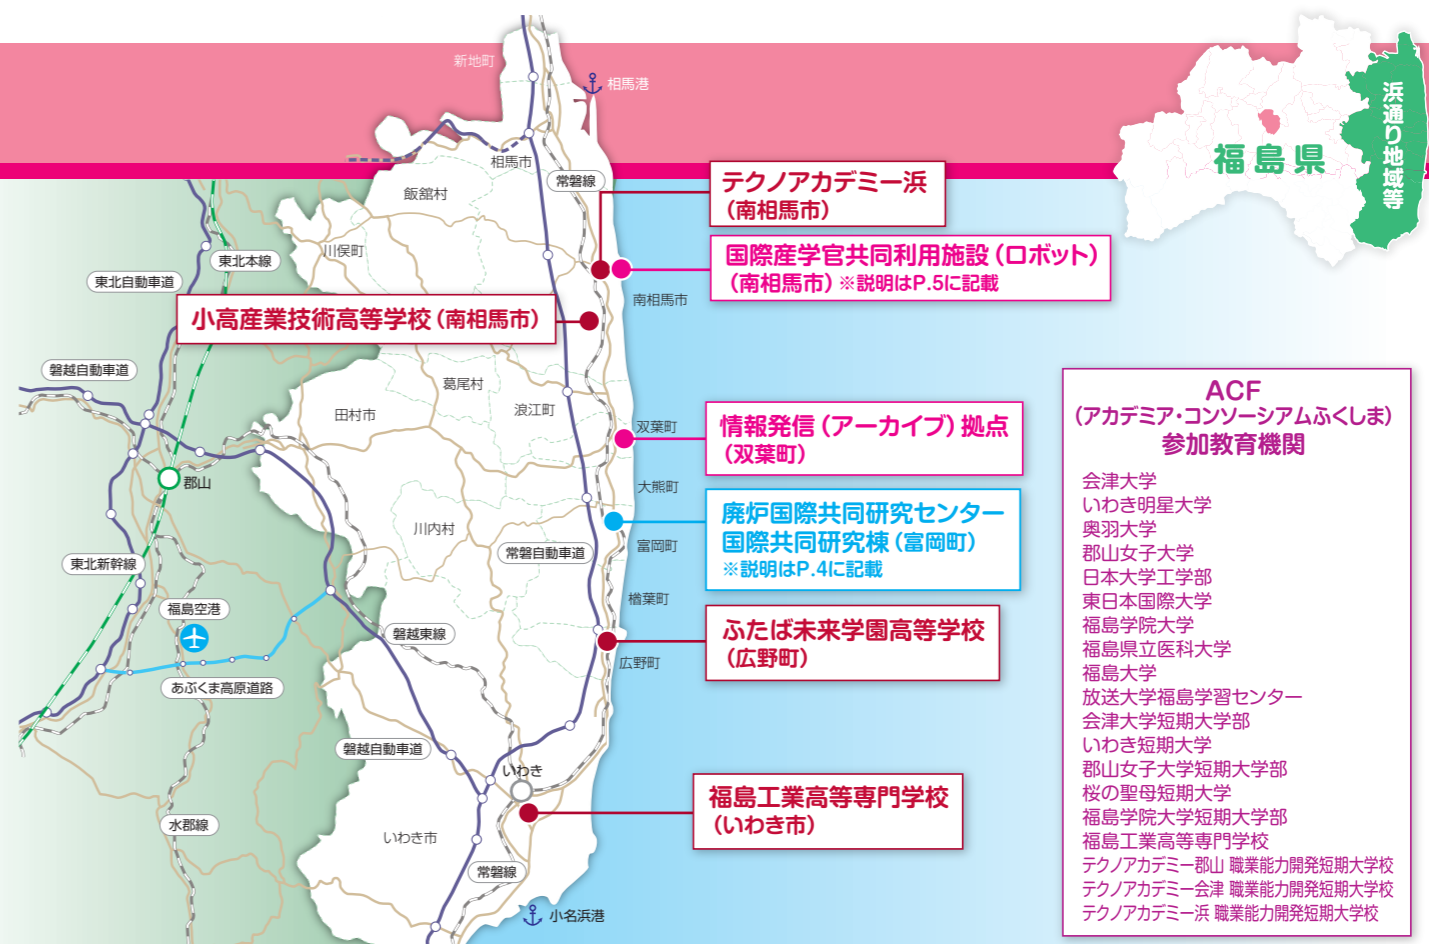 新地町
相馬港
浜通り地域等
福島県
相馬市
常磐線
飯舘村
川俣町
東北本線
東北自動車道
テクノアカデミー浜
（南相馬市）
国際産学官共同利用施設（ロボット）
（南相馬市）※説明はP.5に記載
南相馬市
小高産業技術高等学校（南相馬市）
磐越自動車道
葛尾村
田村市
浪江町
双葉町
情報発信（アーカイブ）拠点
（双葉町）
郡山
大熊町
川内村
廃炉国際共同研究センター
国際共同研究棟（富岡町）
※説明はP.4に記載
富岡町
常磐自動車道
東北新幹線
福島空港
楢葉町
磐越東線
ふたば未来学園高等学校
（広野町）
広野町
あぶくま高原道路
磐越自動車道
いわき
福島工業高等専門学校
（いわき市）
水郡線
いわき市
常磐線
小名浜港
ACF
（アカデミア・コンソーシアムふくしま）
参加教育機関
会津大学
いわき明星大学
奥羽大学
郡山女子大学
日本大学工学部
東日本国際大学
福島学院大学
福島県立医科大学
福島大学
放送大学福島学習センター
会津大学短期大学部
いわき短期大学
郡山女子大学短期大学部
桜の聖母短期大学
福島学院大学短期大学部
福島工業高等専門学校
テクノアカデミー郡山 職業能力開発短期大学校
テクノアカデミー会津 職業能力開発短期大学校
テクノアカデミー浜 職業能力開発短期大学校